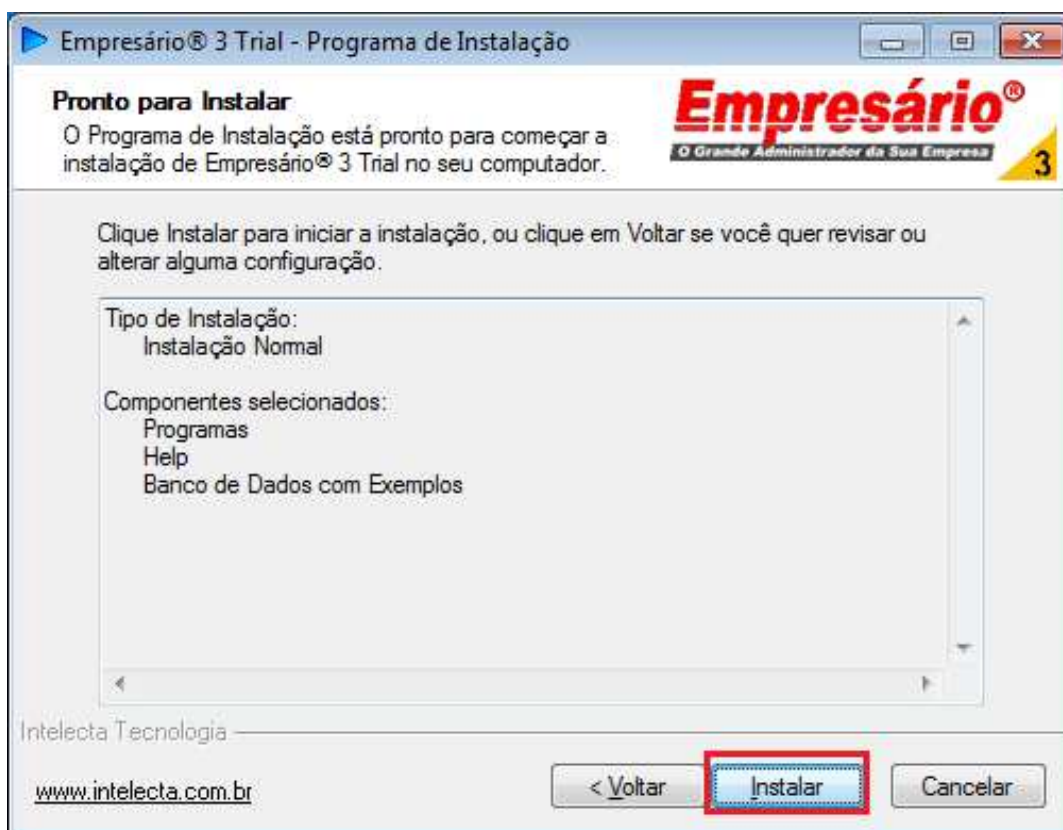 Empresário® 3 Trial - Programa de Instalação
Pronto para Instalar
O Programa de Instalação está pronto para começar a
instalação de Empresário® 3 Trial no seu computador.
Empresário®
O Grande Administrador da Sua Empresa
3
Clique Instalar para iniciar a instalação, ou clique em Voltar se você quer revisar ou
alterar alguma configuração.
Tipo de Instalação:
Instalação Normal
Componentes selecionados:
Programas
Help
Banco de Dados com Exemplos
Intelecta Tecnologia
www.intelecta.com.br
< Voltar
Instalar
Cancelar